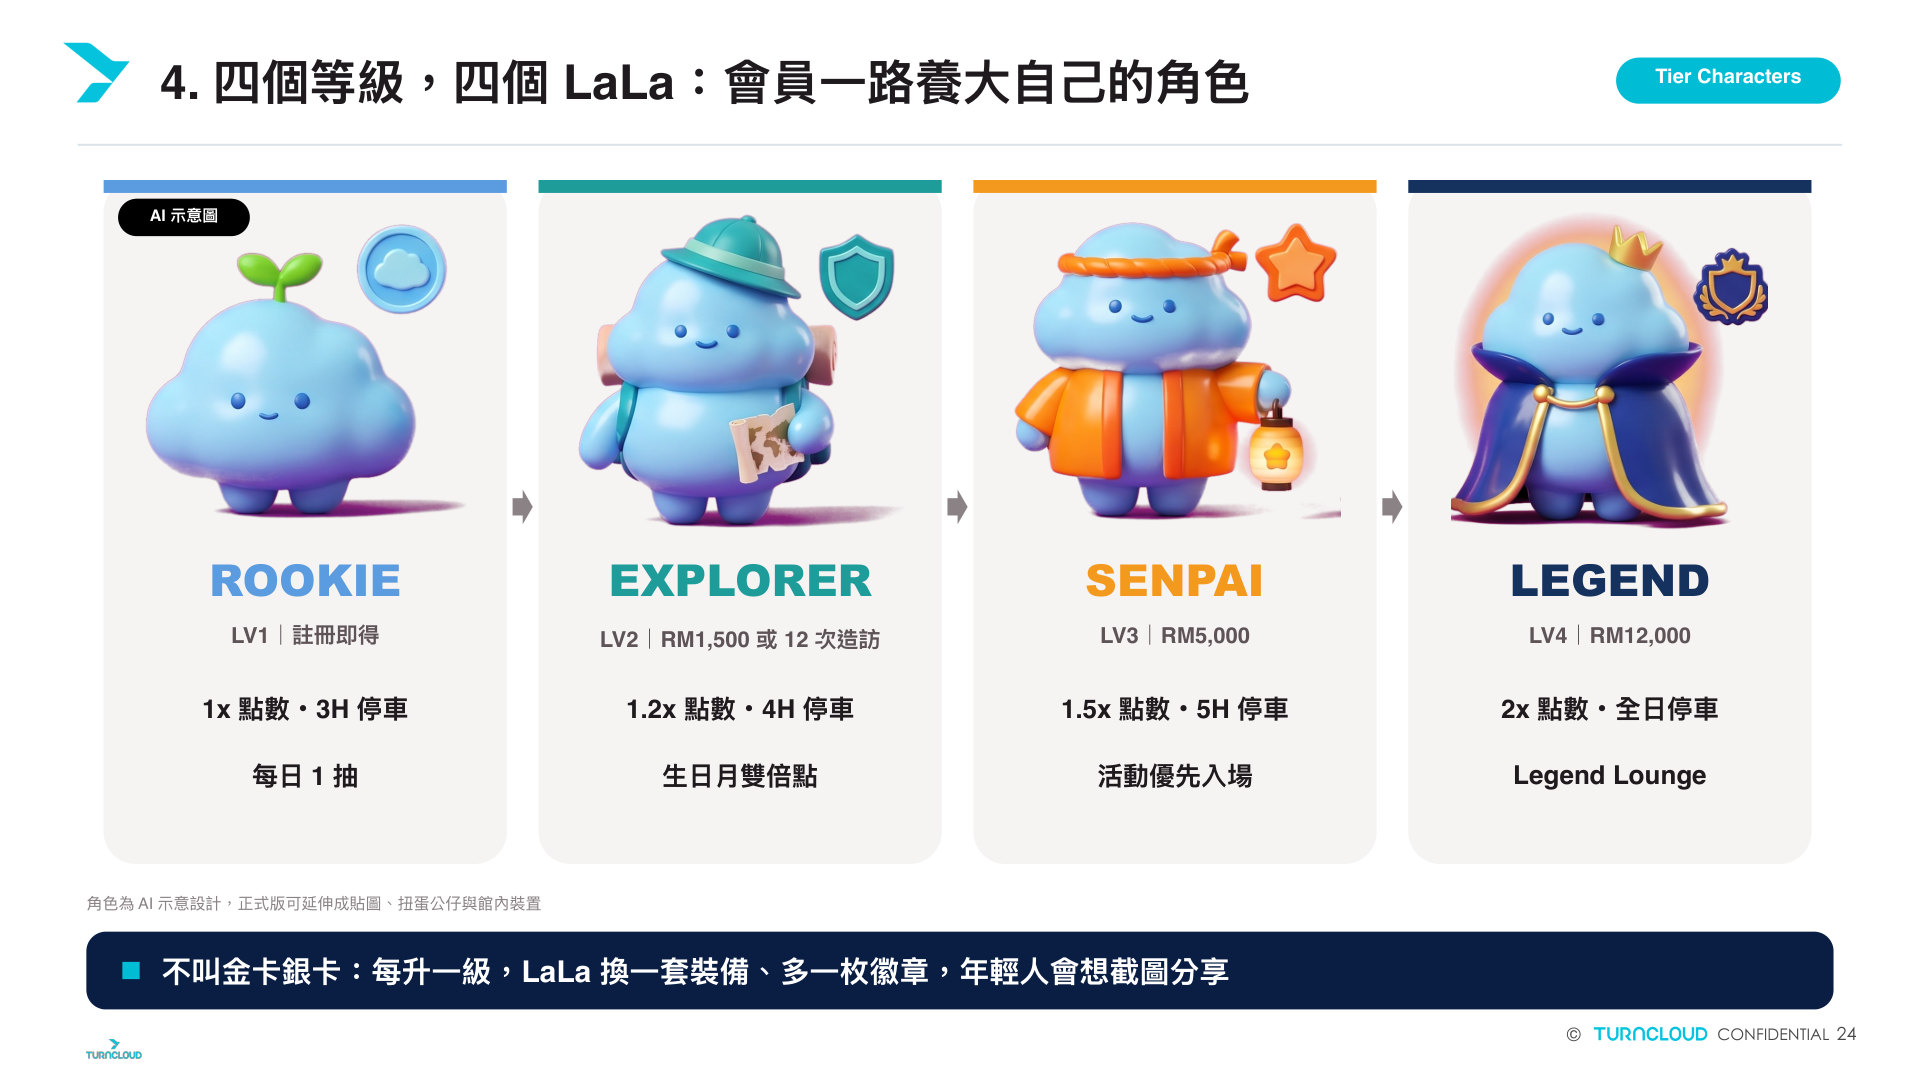 4. 四個等級，四個 LaLa：會員一路養大自己的角色
Tier Characters
AI 示意圖
ROOKIE
LV1｜註冊即得
1x 點數・3H 停車
每日 1 抽
EXPLORER
LV2｜RM1,500 或 12 次造訪
1.2x 點數・4H 停車
生日月雙倍點
SENPAI
LV3｜RM5,000
1.5x 點數・5H 停車
活動優先入場
LEGEND
LV4｜RM12,000
2x 點數・全日停車
Legend Lounge
角色為 AI 示意設計，正式版可延伸成貼圖、扭蛋公仔與館內裝置
不叫金卡銀卡：每升一級，LaLa 換一套裝備、多一枚徽章，年輕人會想截圖分享
TURNCLOUD
© TURNCLOUD CONFIDENTIAL 24